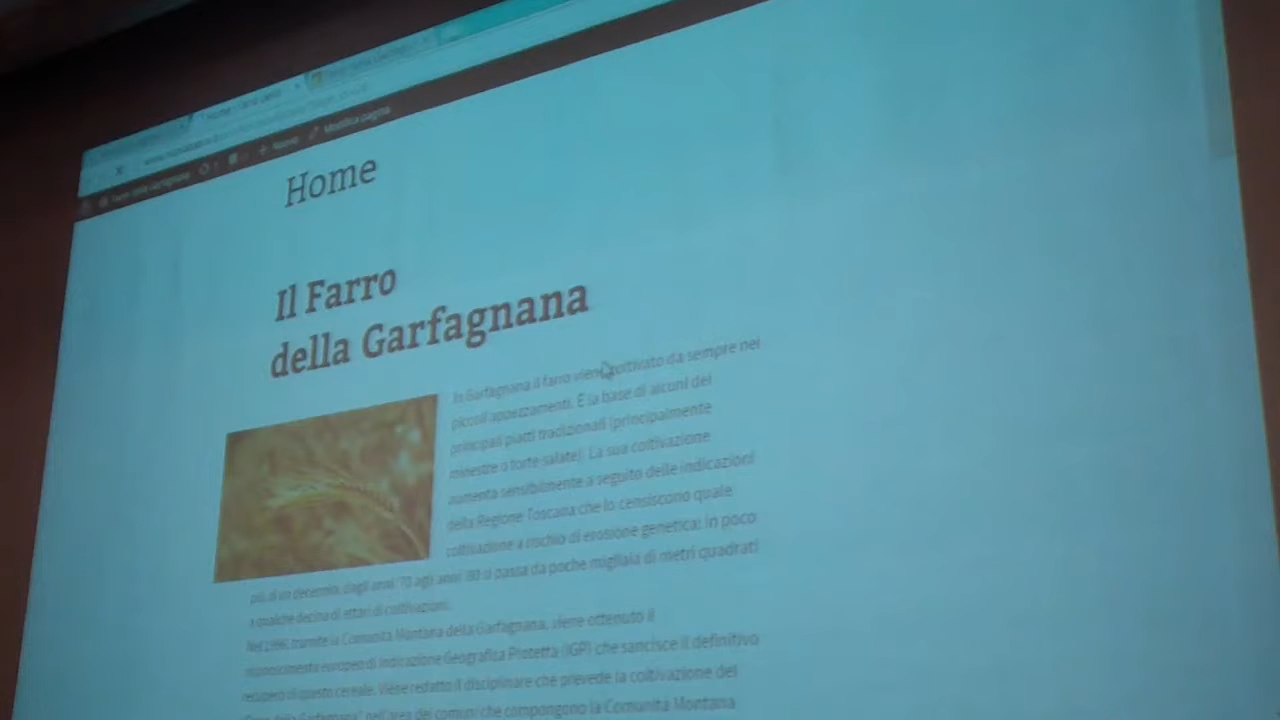 Modifica pagina
Home
Il Farro
della Garfagnana
In Garfagnana il farro viene coltivato da sempre nei
piccoli appezzamenti. È la base di alcuni dei
principali piatti tradizionali (principalmente
minestre o torte salate). La sua coltivazione
aumenta sensibilmente a seguito delle indicazioni
della Regione Toscana che lo censiscono quale
coltivazione a rischio di erosione genetica: in poco
più di un decennio, dagli anni '70 agli anni '80 si passa da poche migliaia di metri quadrati
a qualche decina di ettari di coltivazioni.
Nel 1996, tramite la Comunità Montana della Garfagnana, viene ottenuto il
riconoscimento europeo di Indicazione Geografica Protetta (IGP) che sancisce il definitivo
recupero di questo cereale. Viene redatto il disciplinare che prevede la coltivazione del
Farro della Garfagnana" nell'area dei comuni che compongono la Comunità Montana